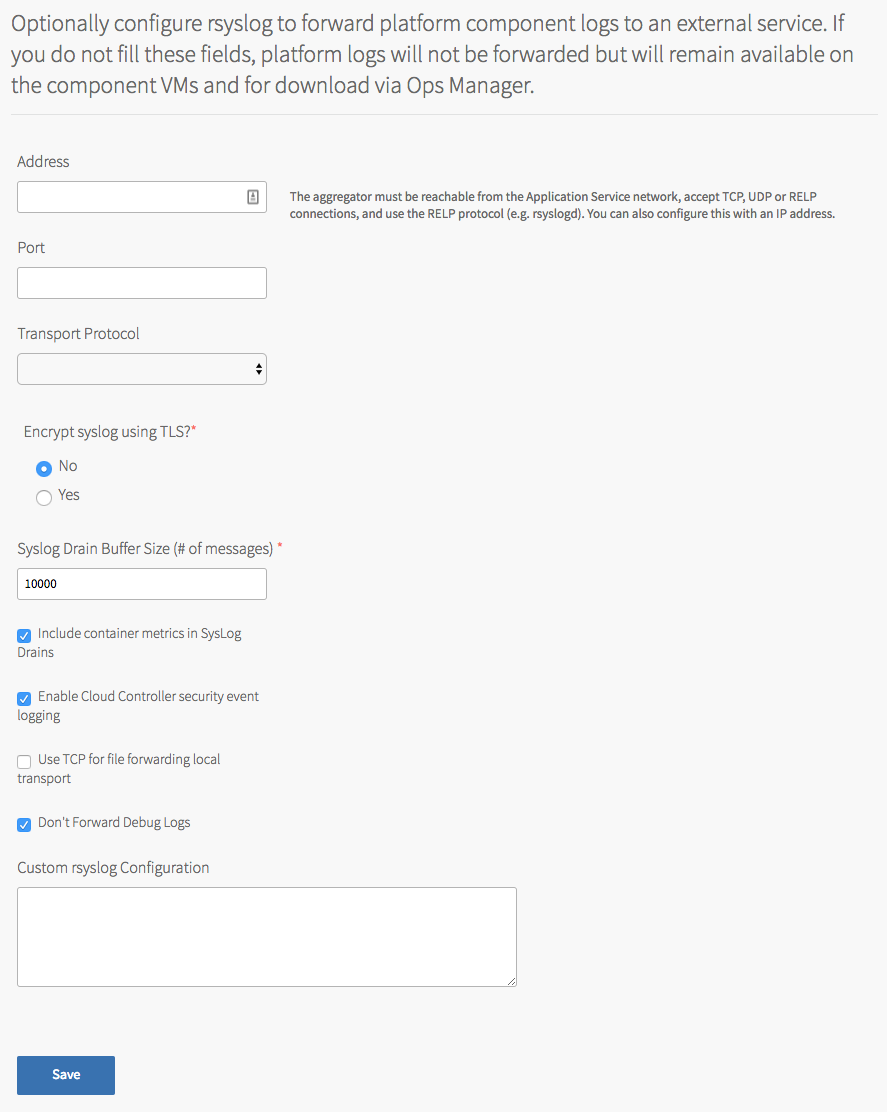 Optionally configure rsyslog to forward platform component logs to an external service. If
you do not fill these fields, platform logs will not be forwarded but will remain available on
the component VMs and for download via Ops Manager.
Address
The aggregator must be reachable from the Application Service network, accept TCP, UDP or RELP
connections, and use the RELP protocol (e.g. rsyslogd). You can also configure this with an IP address.
Port
Transport Protocol
Encrypt syslog using TLS?*
No
Yes
Syslog Drain Buffer Size (# of messages) *
10000
Include container metrics in SysLog
Drains
Enable Cloud Controller security event
logging
Use TCP for file forwarding local
transport
Don't Forward Debug Logs
Custom rsyslog Configuration
Save